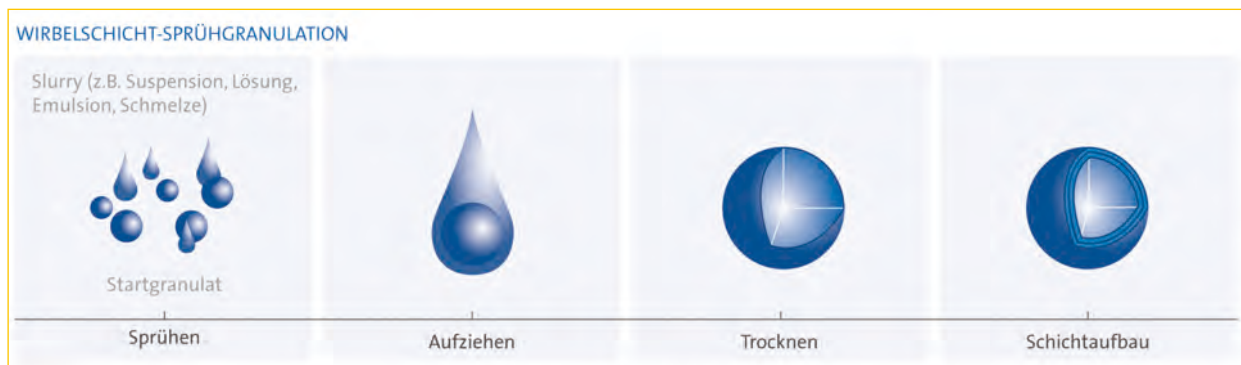 WIRBELSCHICHT-SPRÜHGRANULATION
Slurry (z.B. Suspension, Lösung,
Emulsion, Schmelze)
Startgranulat
Sprühen
Aufziehen
Trocknen
Schichtaufbau